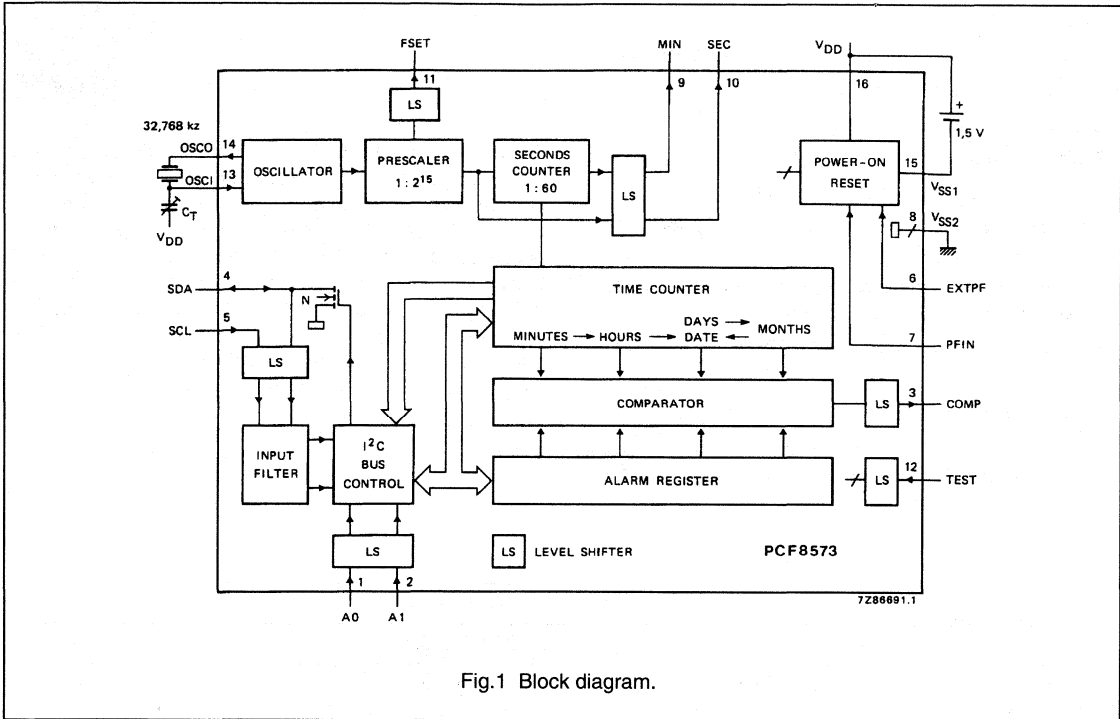 FSET
MIN
SEC
VDD
11
9
10
16
LS
+
1,5 V
32,768 kz
OSCO
14
OSCI
13
CT
VDD
OSCILLATOR
PRESCALER
1 : 2¹⁵
SECONDS
COUNTER
1 : 60
LS
POWER-ON
RESET
15
VSS1
8
VSS2
6
EXTPF
7
PFIN
4
SDA
N
5
SCL
LS
TIME COUNTER
MINUTES → HOURS → DAYS → MONTHS
DATE ←
COMPARATOR
LS
3
COMP
INPUT
FILTER
I²C
BUS
CONTROL
ALARM REGISTER
LS
12
TEST
LS
LS
LEVEL SHIFTER
PCF8573
1
2
A0
A1
7Z86691.1
Fig.1 Block diagram.